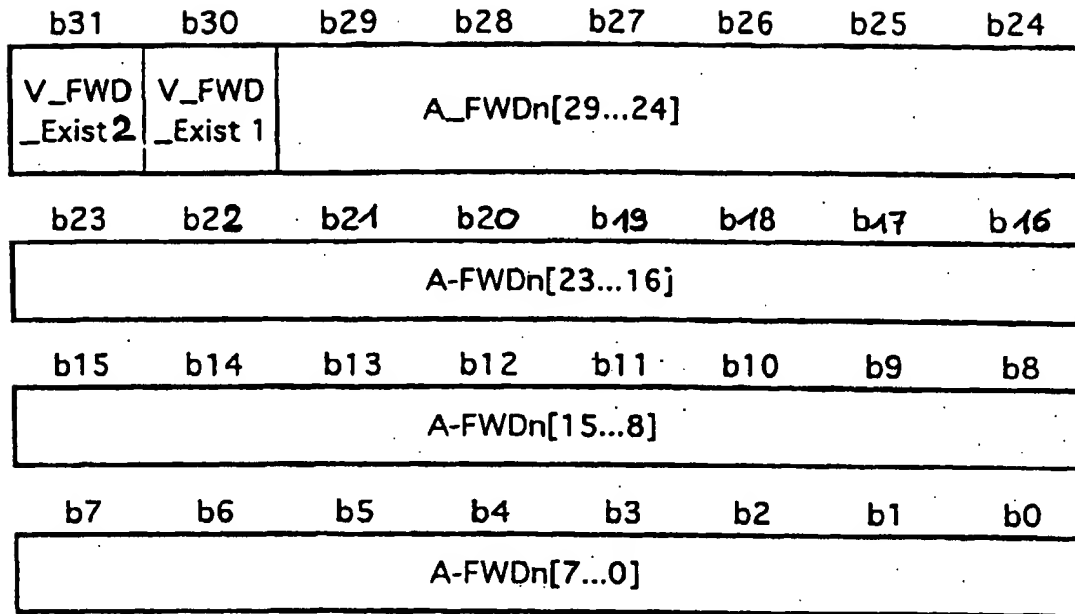 b31 b30 b29 b28 b27 b26 b25 b24
V_FWD V_FWD A_FWDn[29...24]
_Exist2 _Exist 1
b23 b22 b21 b20 b19 b18 b17 b16
A-FWDn[23...16]
b15 b14 b13 b12 b11 b10 b9 b8
A-FWDn[15...8]
b7 b6 b5 b4 b3 b2 b1 b0
A-FWDn[7...0]